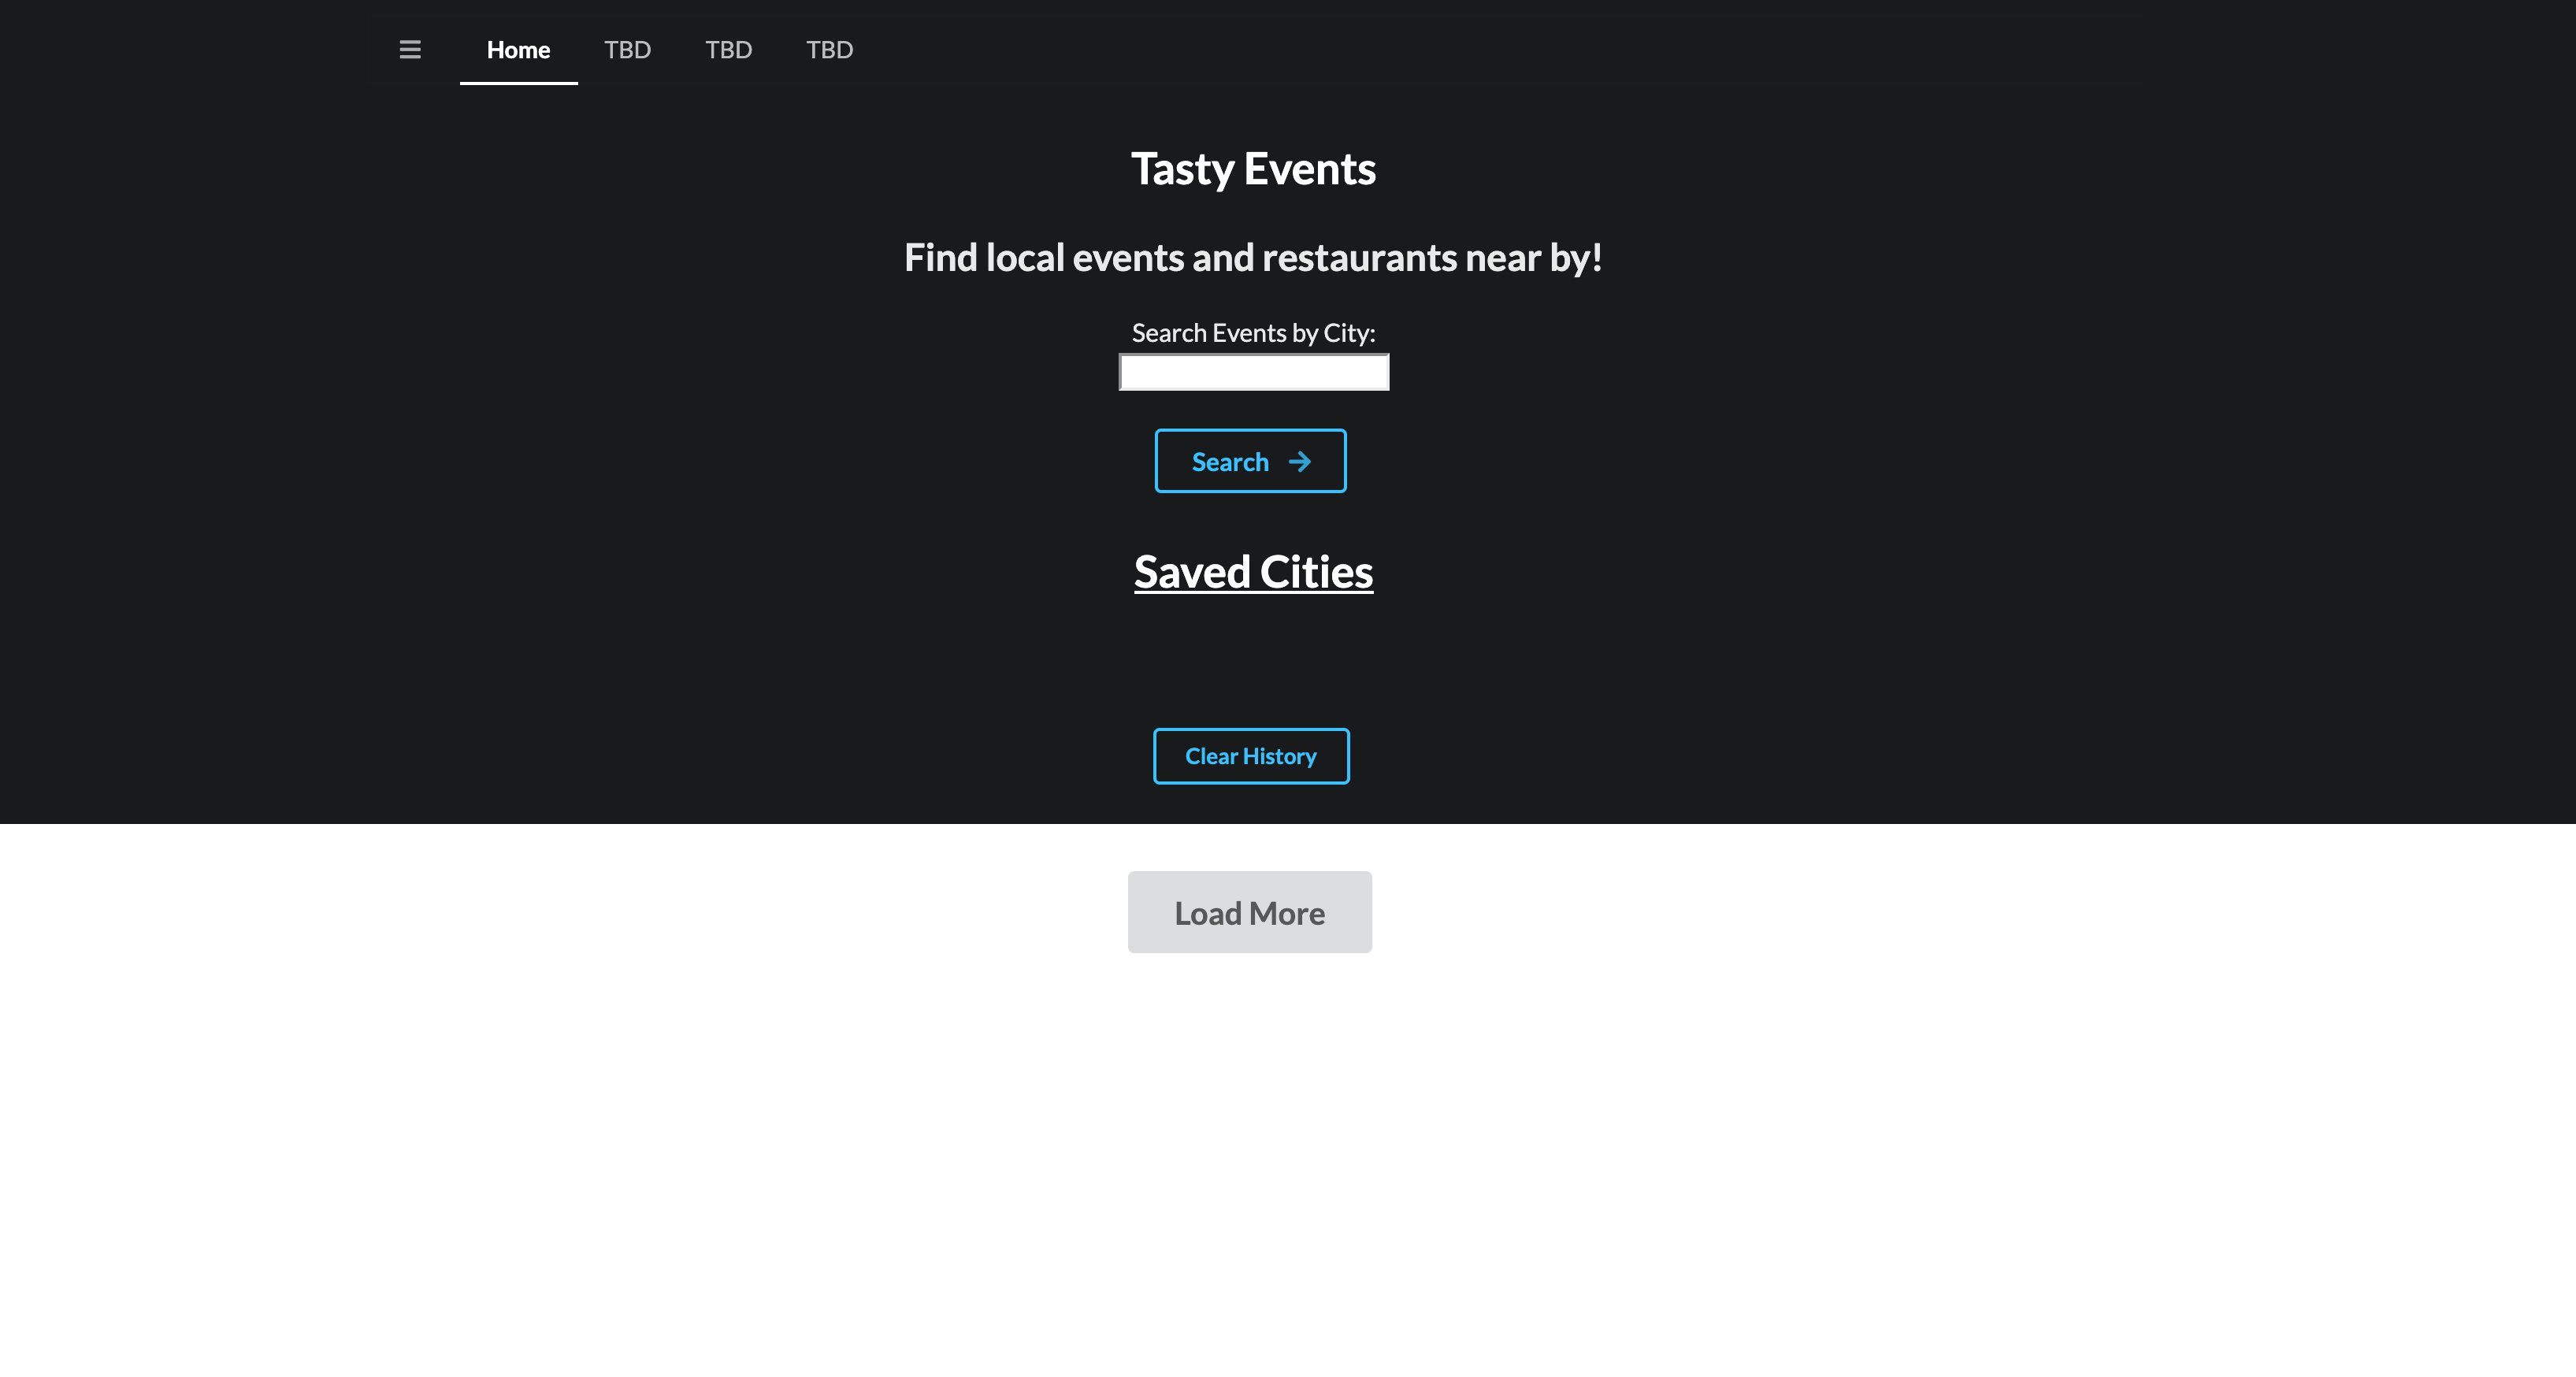 Home TBD TBD TBD
Tasty Events
Find local events and restaurants near by!
Search Events by City:
Search
Saved Cities
Clear History
Load More